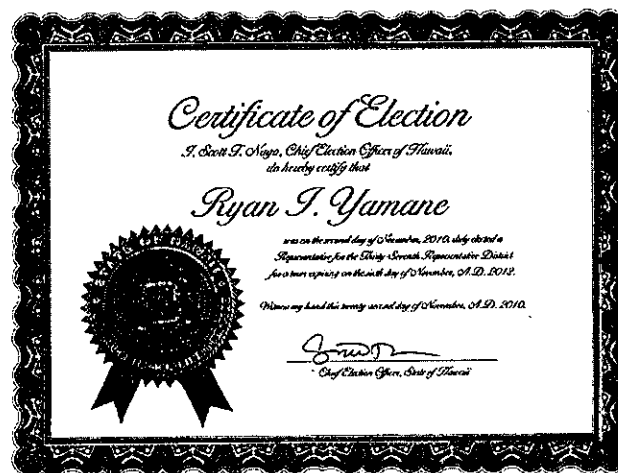 Certificate of Election
I, Scott T. Nago, Chief Election Officer of Hawaii,
do hereby certify that
Ryan I. Yamane
was on the second day of November, 2010, duly elected a
Representative for the Thirty-Seventh Representative District
for a term expiring on the sixth day of November, A.D. 2012.
Witness my hand this twenty-second day of November, A.D. 2010.
Chief Election Officer, State of Hawaii